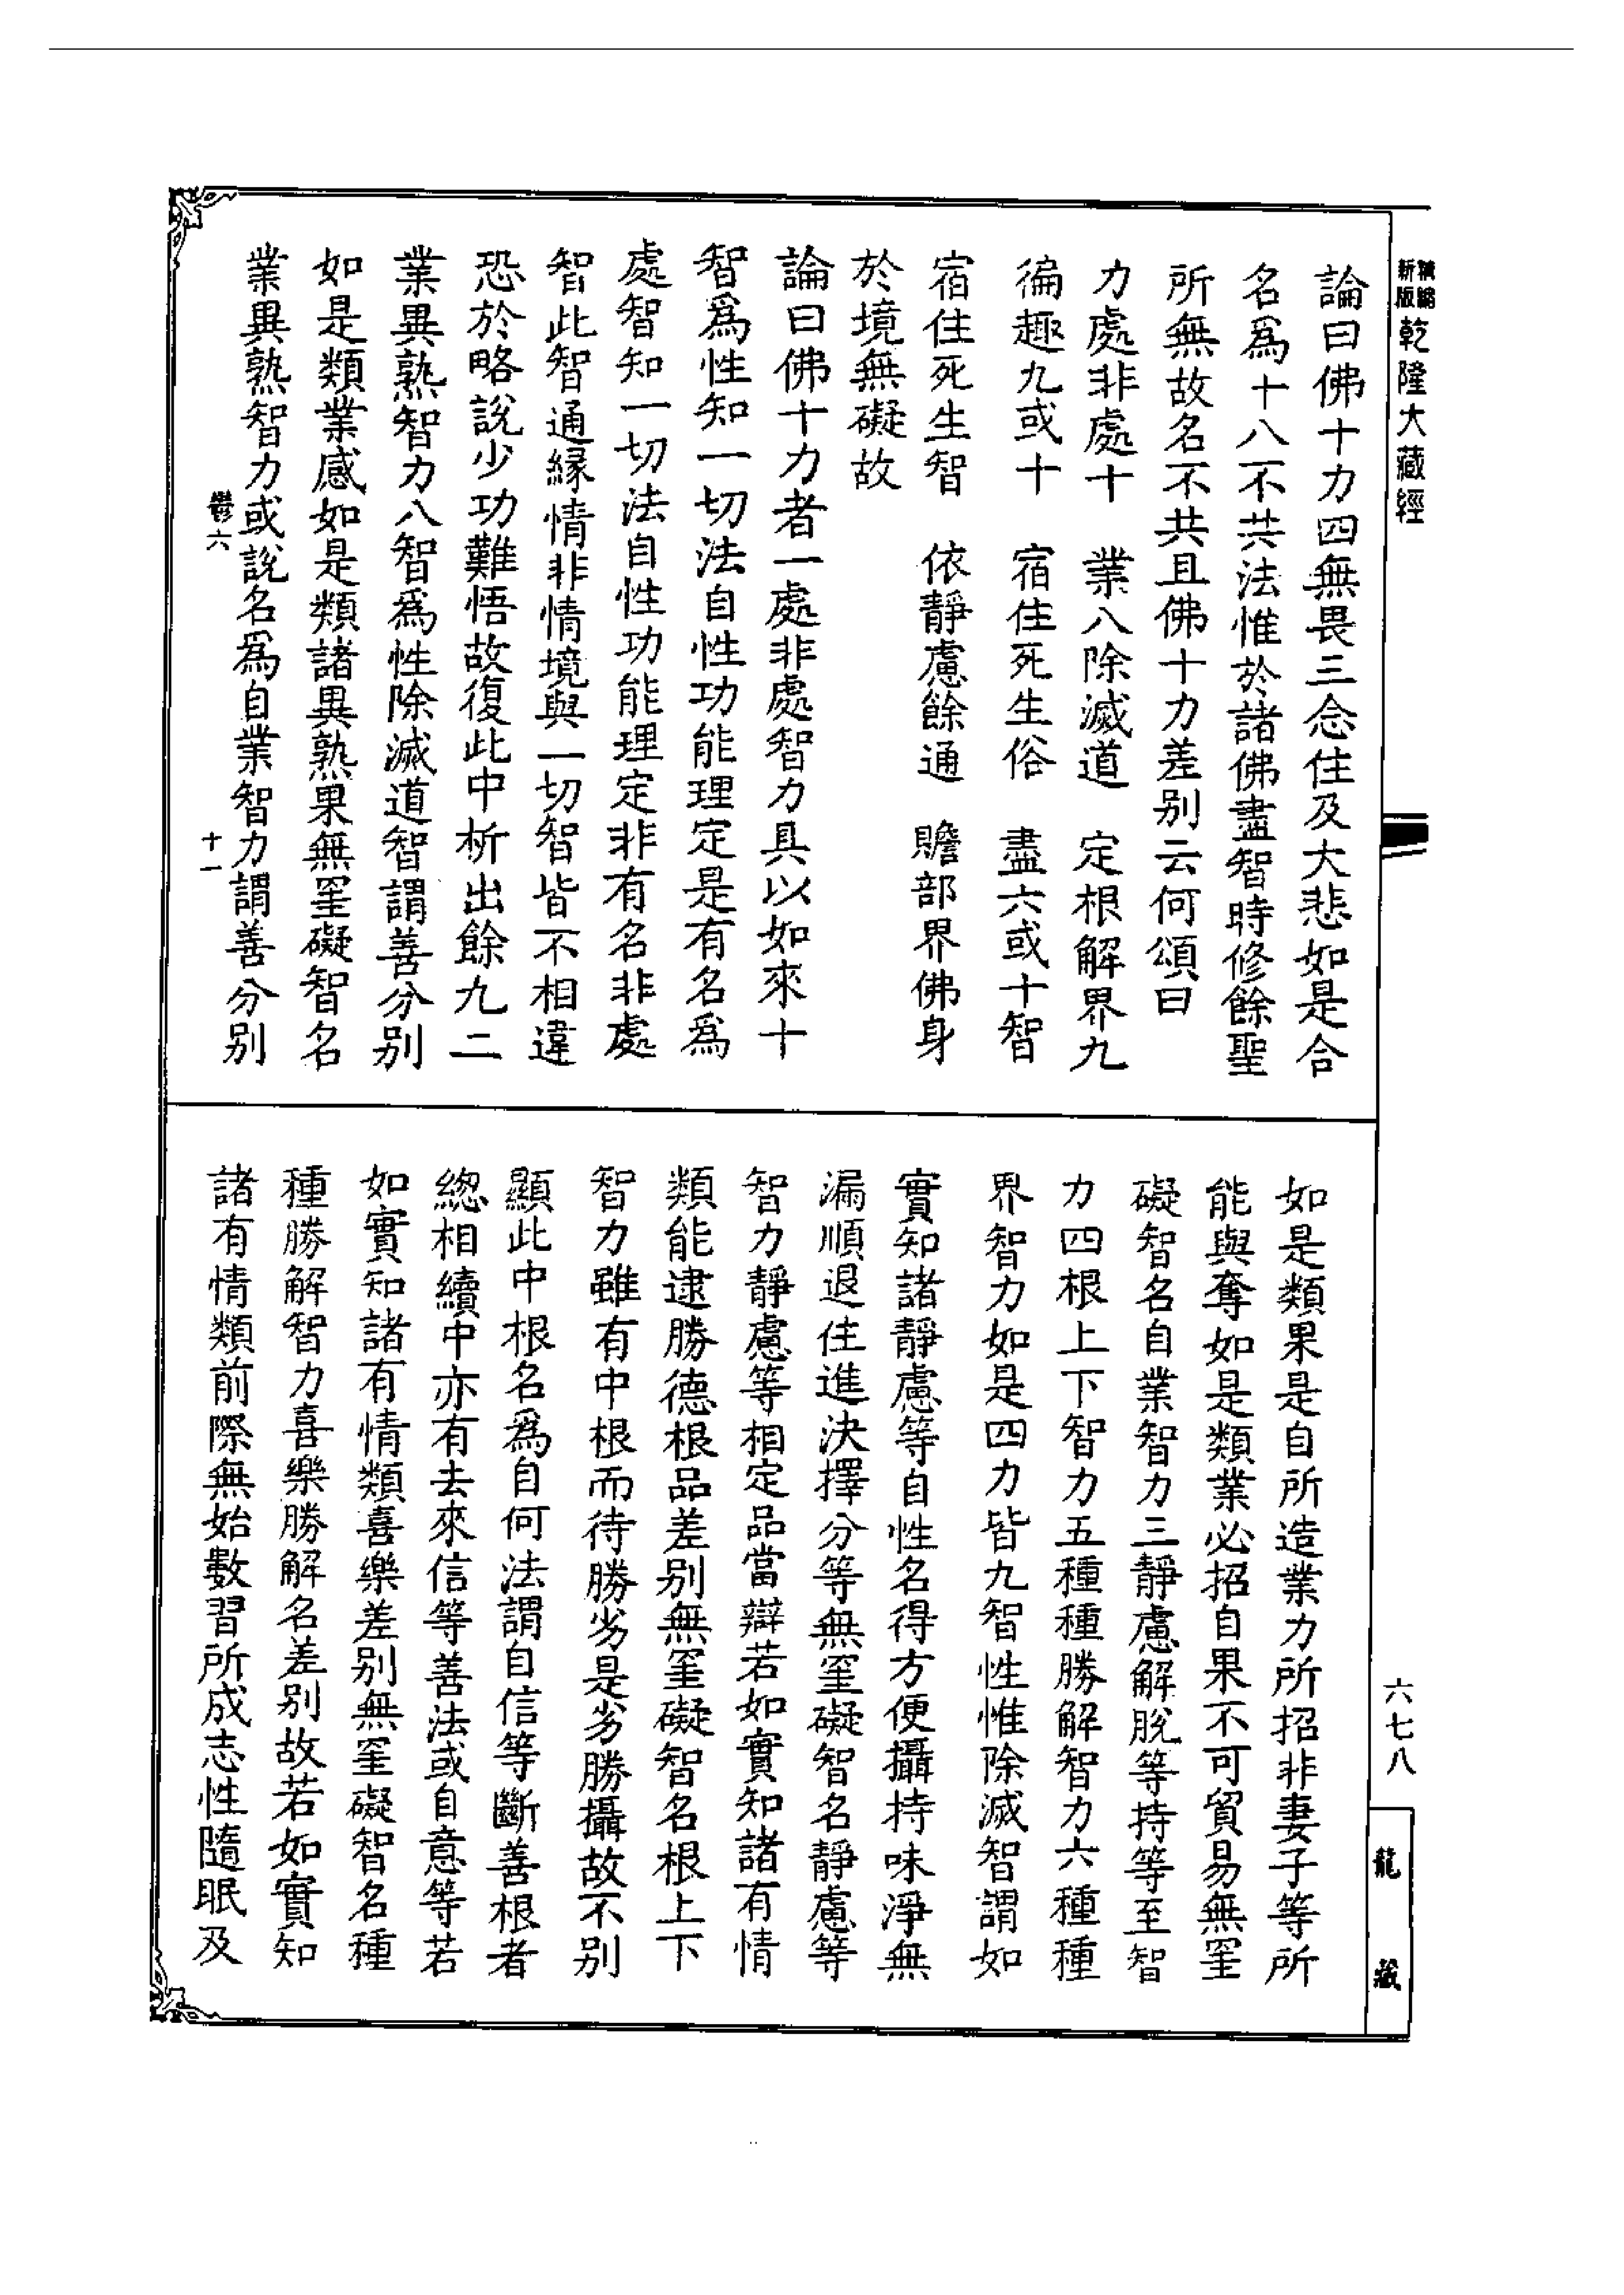 精縮新版乾隆大藏經
論曰佛十力四無畏三念住及大悲如是合
名爲十八不共法惟於諸佛盡智時修餘聖
所無故名不共且佛十力差别云何頌曰
力處非處十　業八除滅道　定根解界九
徧趣九或十　宿住死生俗　盡六或十智
宿住死生智　依靜慮餘通　贍部界佛身
於境無礙故
論曰佛十力者一處非處智力具以如來十
智爲性知一切法自性功能理定是有名爲
處智知一切法自性功能理定非有名非處
智此智通緣情非情境與一切智皆不相違
恐於略說少功難悟故復此中析出餘九二
業異熟智力八智爲性除滅道智謂善分别
如是類業感如是類諸異熟果無罣礙智名
業異熟智力或說名爲自業智力謂善分别
鬱六
十一
如是類果是自所造業力所招非妻子等所
能與奪如是類業必招自果不可貿易無罣
礙智名自業智力三靜慮解脫等持等至智
力四根上下智力五種種勝解智力六種種
界智力如是四力皆九智性惟除滅智謂如
實知諸靜慮等自性名得方便攝持味淨無
漏順退住進決擇分等無罣礙智名靜慮等
智力靜慮等相定品當辯若如實知諸有情
類能逮勝德根品差别無罣礙智名根上下
智力雖有中根而待勝劣是劣勝攝故不别
顯此中根名爲自何法謂自信等斷善根者
總相續中亦有去來信等善法或自意等若
如實知諸有情類喜樂差别無罣礙智名種
種勝解智力喜樂勝解名差别故若如實知
諸有情類前際無始數習所成志性隨眠及
六七八
龍藏